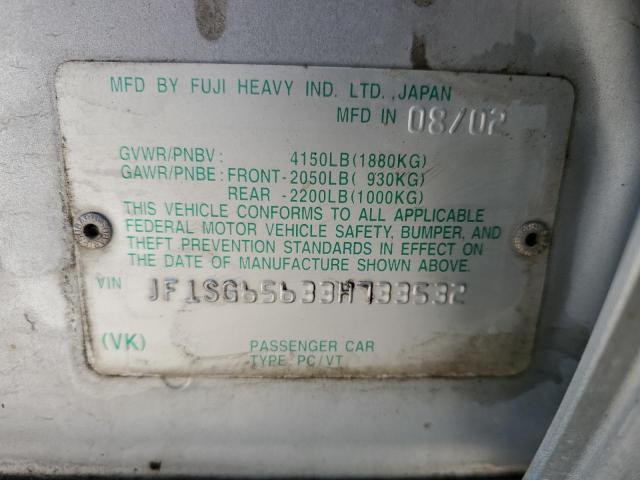 MFD BY FUJI HEAVY IND. LTD., JAPAN
MFD IN 08/02
GVWR/PNBV : 4150LB(1880KG)
GAWR/PNBE : FRONT-2050LB( 930KG)
REAR -2200LB(1000KG)
THIS VEHICLE CONFORMS TO ALL APPLICABLE
FEDERAL MOTOR VEHICLE SAFETY, BUMPER, AND
THEFT PREVENTION STANDARDS IN EFFECT ON
THE DATE OF MANUFACTURE SHOWN ABOVE.
VIN JF1SG65633H733532
(VK) PASSENGER CAR
TYPE PC/VT